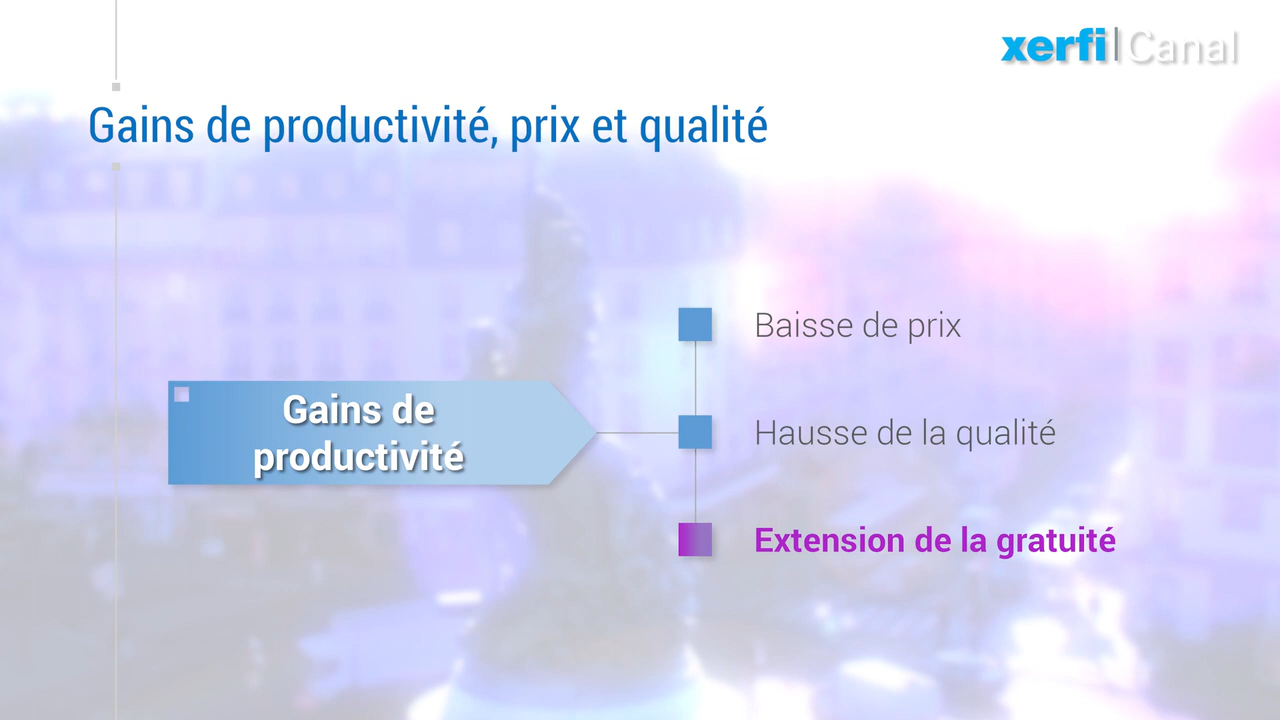 xerfi Canal
Gains de productivité, prix et qualité
Baisse de prix
Gains de
productivité
Hausse de la qualité
Extension de la gratuité